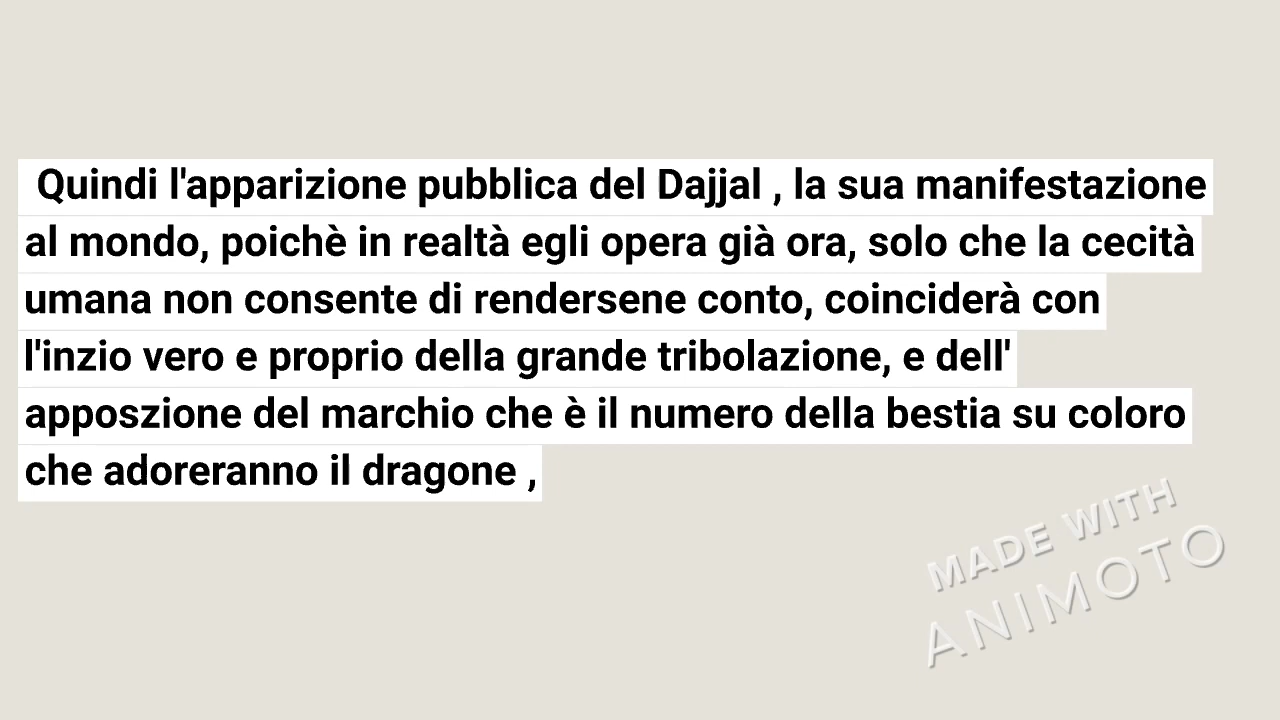 Quindi l'apparizione pubblica del Dajjal , la sua manifestazione
al mondo, poichè in realtà egli opera già ora, solo che la cecità
umana non consente di rendersene conto, coinciderà con
l'inzio vero e proprio della grande tribolazione, e dell'
apposzione del marchio che è il numero della bestia su coloro
che adoreranno il dragone ,
MADE WITH
ANIMOTO